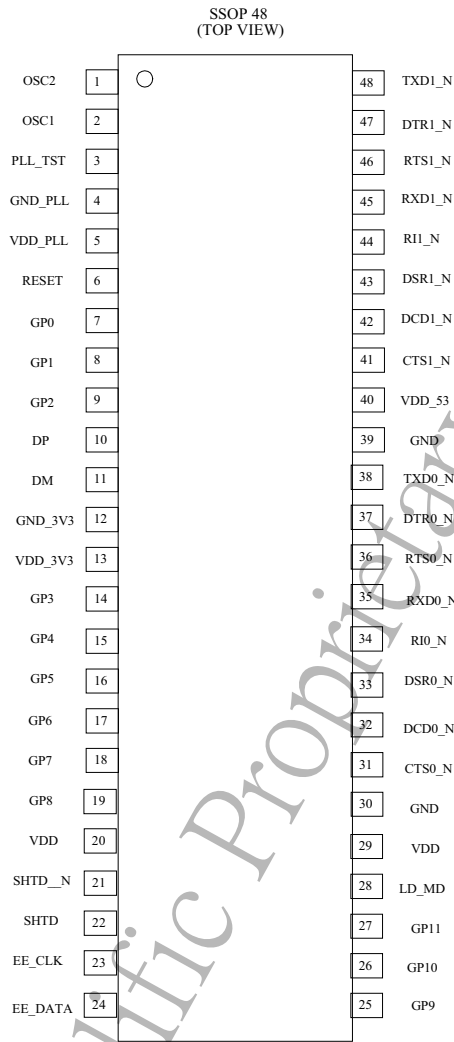 SSOP 48
(TOP VIEW)
OSC2 1 48 TXD1_N
OSC1 2 47 DTR1_N
PLL_TST 3 46 RTS1_N
GND_PLL 4 45 RXD1_N
VDD_PLL 5 44 RI1_N
RESET 6 43 DSR1_N
GP0 7 42 DCD1_N
GP1 8 41 CTS1_N
GP2 9 40 VDD_53
DP 10 39 GND
DM 11 38 TXD0_N
GND_3V3 12 37 DTR0_N
VDD_3V3 13 36 RTS0_N
GP3 14 35 RXD0_N
GP4 15 34 RI0_N
GP5 16 33 DSR0_N
GP6 17 32 DCD0_N
GP7 18 31 CTS0_N
GP8 19 30 GND
VDD 20 29 VDD
SHTD__N 21 28 LD_MD
SHTD 22 27 GP11
EE_CLK 23 26 GP10
EE_DATA 24 25 GP9
lific Proprietary